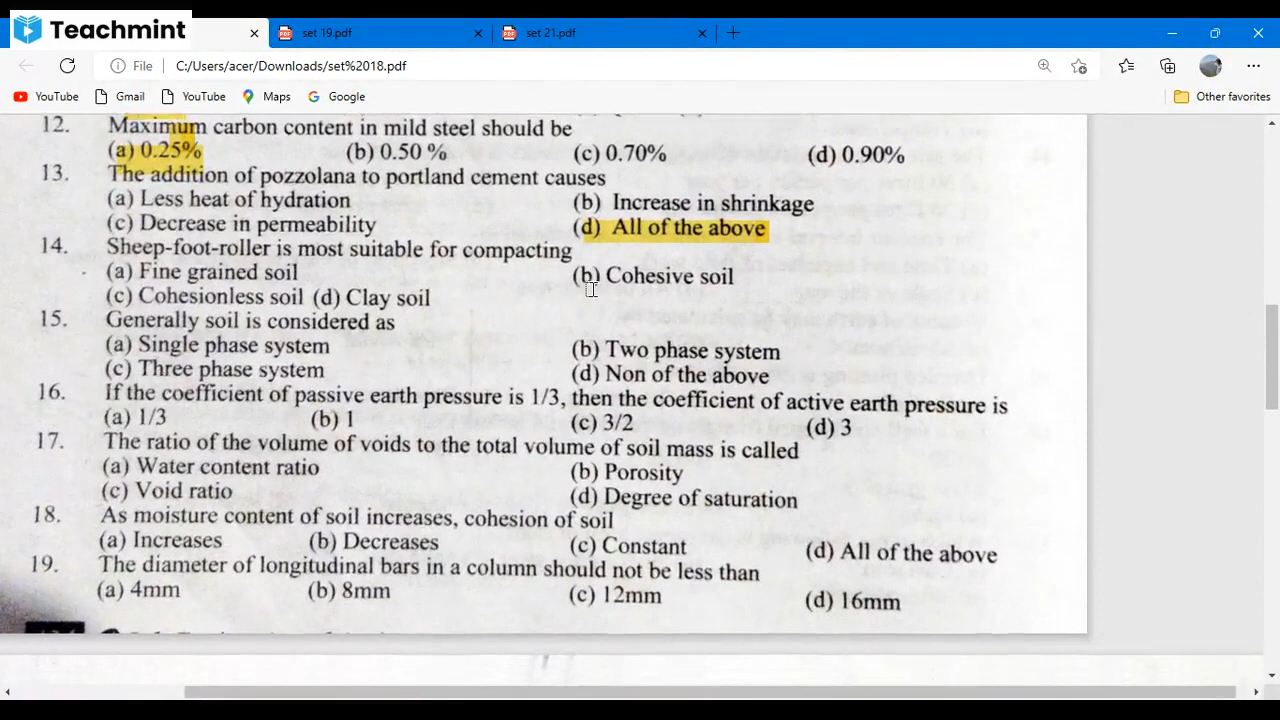 Teachmint
set 19.pdf
set 21.pdf
File C:/Users/acer/Downloads/set%2018.pdf
YouTube Gmail YouTube Maps Google Other favorites
12. Maximum carbon content in mild steel should be
(a) 0.25% (b) 0.50 % (c) 0.70% (d) 0.90%
13. The addition of pozzolana to portland cement causes
(a) Less heat of hydration (b) Increase in shrinkage
(c) Decrease in permeability (d) All of the above
14. Sheep-foot-roller is most suitable for compacting
(a) Fine grained soil (b) Cohesive soil
(c) Cohesionless soil (d) Clay soil
15. Generally soil is considered as
(a) Single phase system (b) Two phase system
(c) Three phase system (d) Non of the above
16. If the coefficient of passive earth pressure is 1/3, then the coefficient of active earth pressure is
(a) 1/3 (b) 1 (c) 3/2 (d) 3
17. The ratio of the volume of voids to the total volume of soil mass is called
(a) Water content ratio (b) Porosity
(c) Void ratio (d) Degree of saturation
18. As moisture content of soil increases, cohesion of soil
(a) Increases (b) Decreases (c) Constant (d) All of the above
19. The diameter of longitudinal bars in a column should not be less than
(a) 4mm (b) 8mm (c) 12mm (d) 16mm